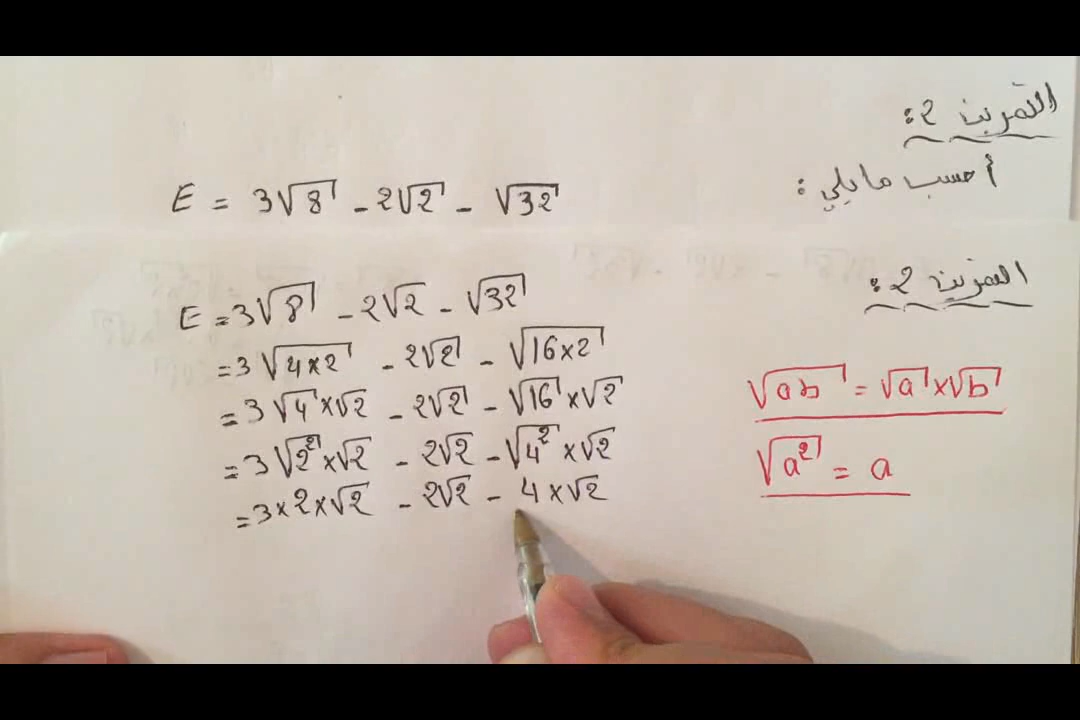 التمرين 2:
أحسب ما يلي:
E = 3√8 - 2√2 - √32
التمرين 2:
E = 3√8 - 2√2 - √32
= 3√4×2 - 2√2 - √16×2
= 3√4×√2 - 2√2 - √16×√2
= 3√2²×√2 - 2√2 - √4²×√2
= 3×2×√2 - 2√2 - 4×√2
√ab = √a×√b
√a² = a